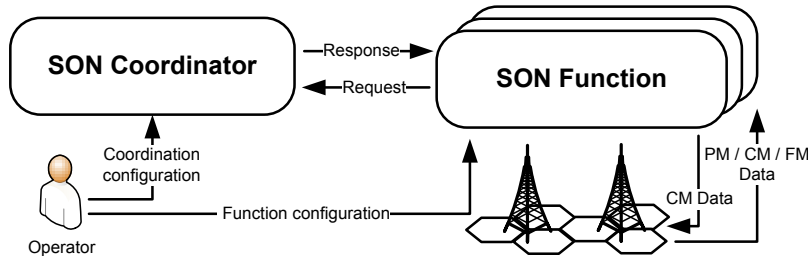 SON Coordinator
Response
Request
SON Function
Coordination
configuration
Function configuration
Operator
CM Data
PM / CM / FM
Data